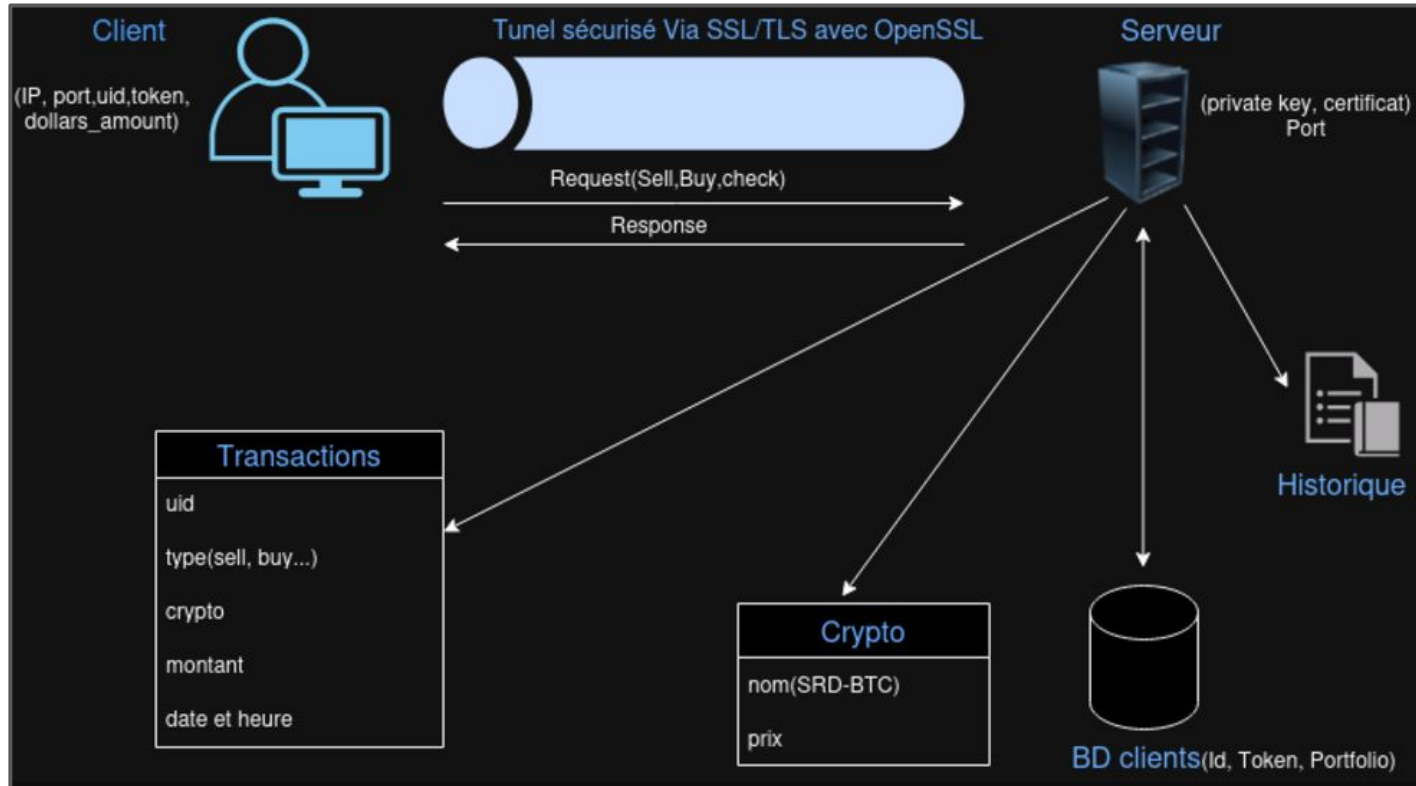 Client
Tunel sécurisé Via SSL/TLS avec OpenSSL
Serveur
(IP, port,uid,token,
dollars_amount)
(private key, certificat)
Port
Request(Sell,Buy,check)
Response
Transactions
uid
type(sell, buy...)
crypto
montant
date et heure
Crypto
nom(SRD-BTC)
prix
Historique
BD clients(Id, Token, Portfolio)